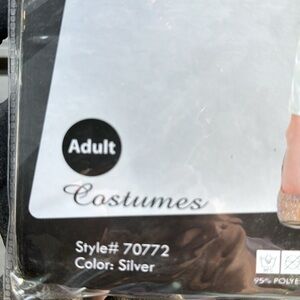 Adult
Costumes
Style# 70772
Color: Silver
95% POLYE